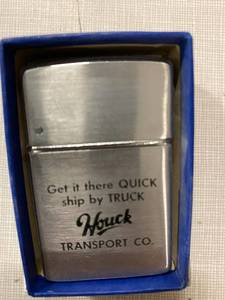 Get it there QUICK
ship by TRUCK
Houck
TRANSPORT CO.